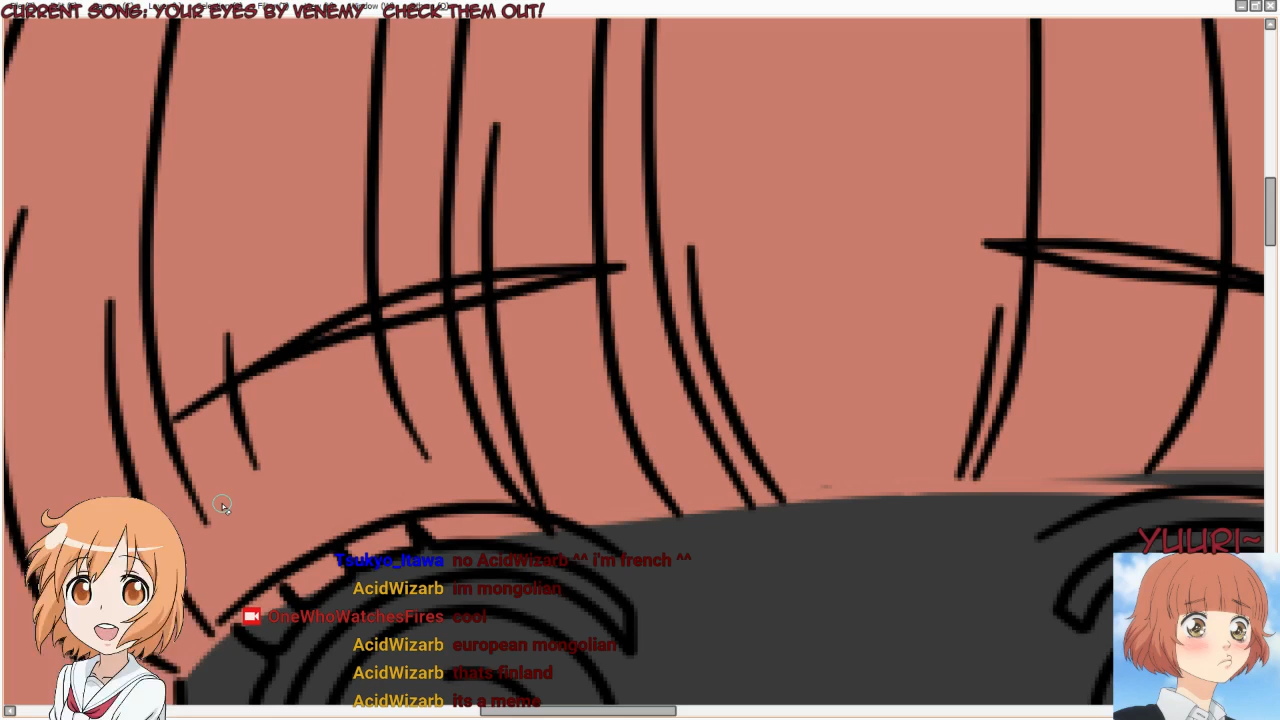 CURRENT SONG: YOUR EYES BY VENEMY CHECK THEM OUT!
YUURI~
Tsukyo_Itawa no AcidWizarb ^^ i'm french ^^
AcidWizarb im mongolian
OneWhoWatchesFires cool
AcidWizarb european mongolian
AcidWizarb thats finland
AcidWizarb its a meme